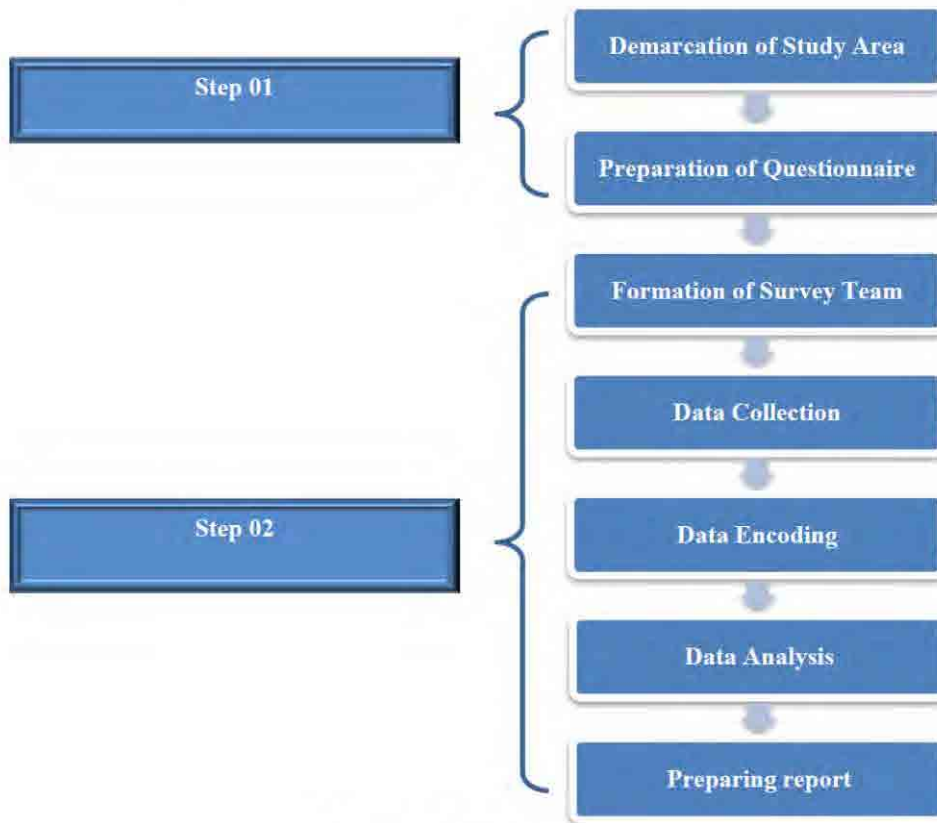 Step 01
Demarcation of Study Area
Preparation of Questionnaire
Step 02
Formation of Survey Team
Data Collection
Data Encoding
Data Analysis
Preparing report